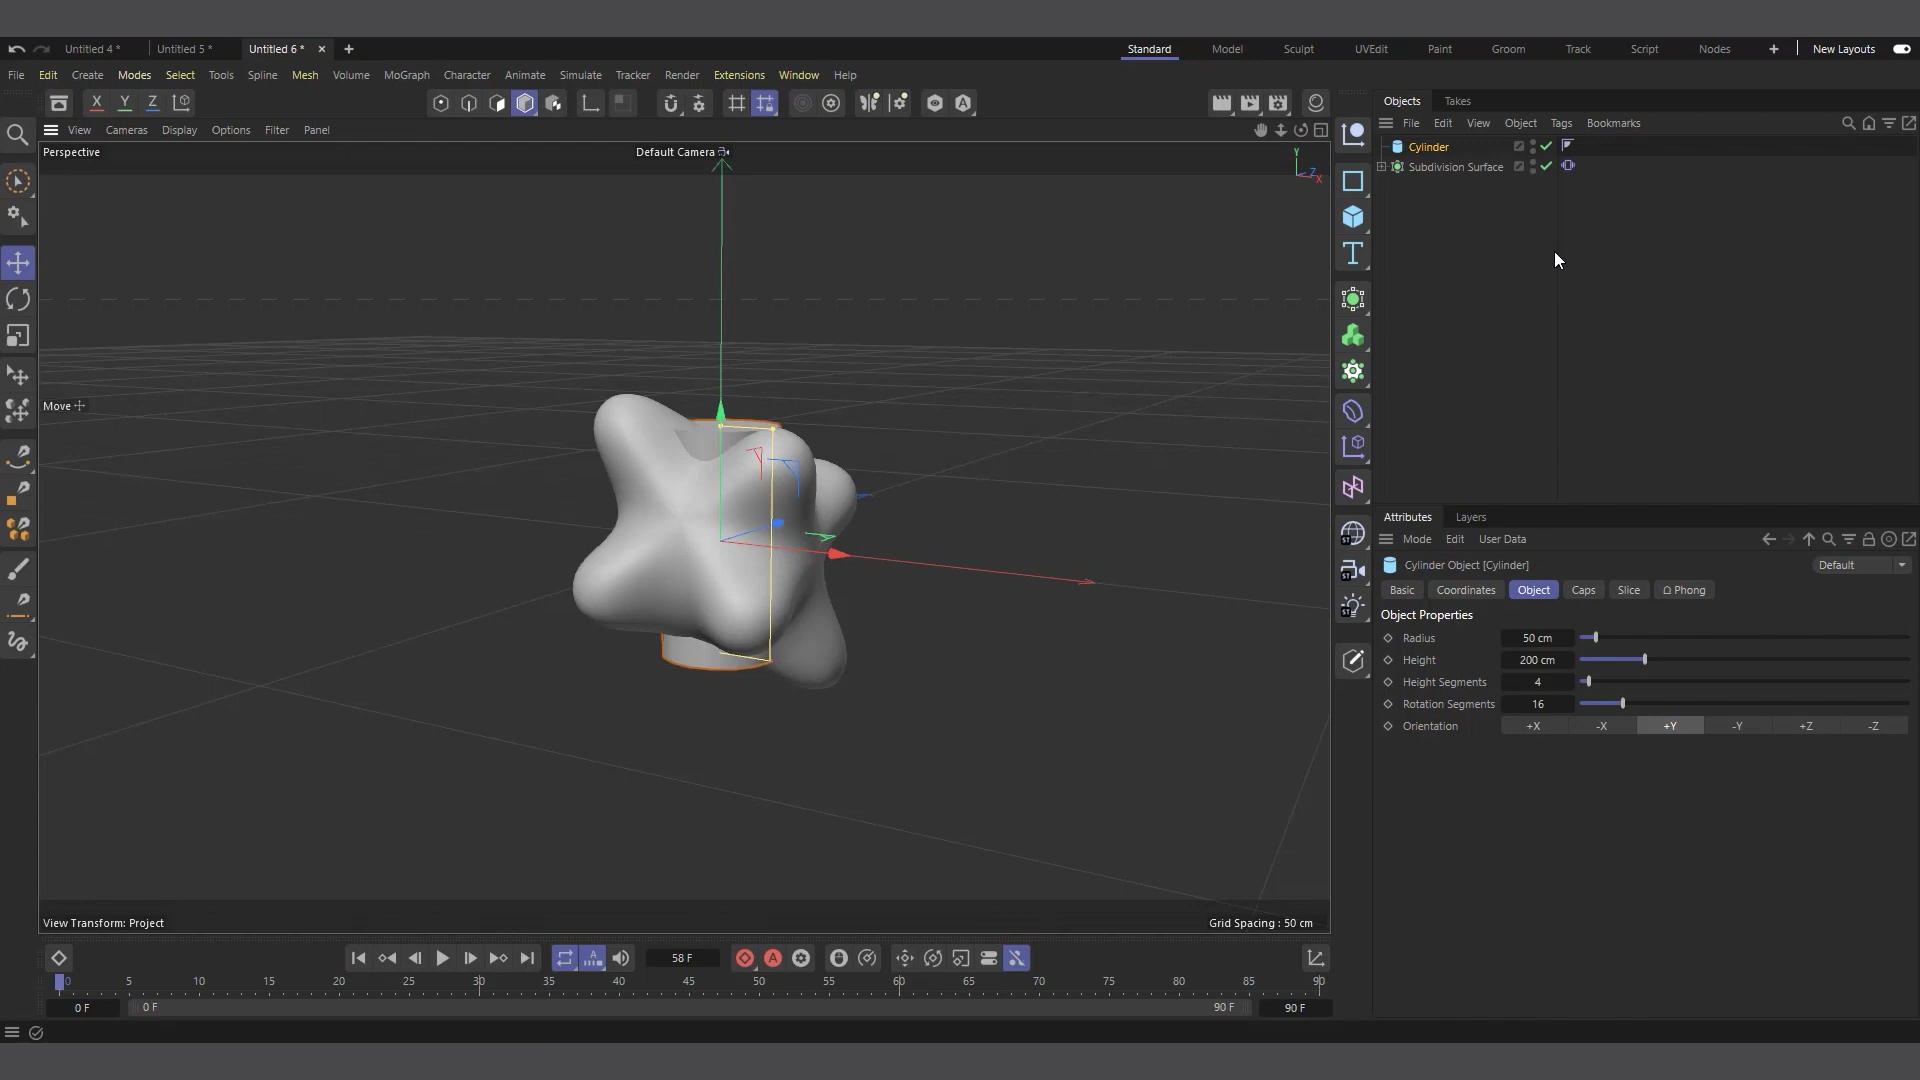 Untitled 4 * Untitled 5 * Untitled 6 * Standard Model Sculpt UVEdit Paint Groom Track Script Nodes New Layouts
File Edit Create Modes Select Tools Spline Mesh Volume MoGraph Character Animate Simulate Tracker Render Extensions Window Help
Objects Takes
X Y Z
File Edit View Object Tags Bookmarks
View Cameras Display Options Filter Panel
Perspective Default Camera
Y
Z
X
Cylinder
Subdivision Surface
Move
Attributes Layers
Mode Edit User Data
Cylinder Object [Cylinder] Default
Basic Coordinates Object Caps Slice Phong
Object Properties
Radius 50 cm
Height 200 cm
Height Segments 4
Rotation Segments 16
Orientation +X -X +Y -Y +Z -Z
View Transform: Project Grid Spacing : 50 cm
58 F
0 5 10 15 20 25 30 35 40 45 50 55 60 65 70 75 80 85 90
0 F 0 F 90 F 90 F